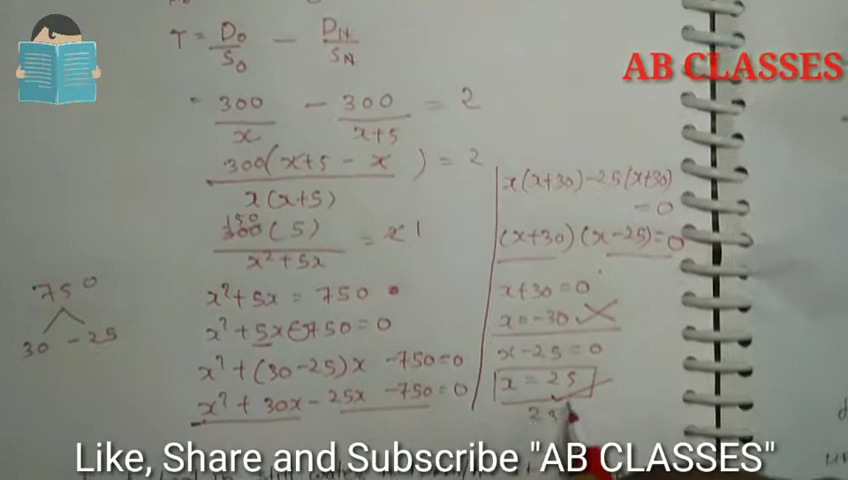 AB CLASSES
T = D₀/S₀ - D_N/S_N
= 300/x - 300/x+5 = 2
300(x+5 - x)/x(x+5) = 2
150
300(5)/x²+5x = 2 1
x²+5x = 750
x² + 5x - 750 = 0
x² + (30-25)x -750=0
x² + 30x - 25x -750=0
750
30 -25
x(x+30)-25(x+30)
=0
(x+30)(x-25)=0
x+30=0
x=-30
x-25=0
x = 25
Like, Share and Subscribe "AB CLASSES"